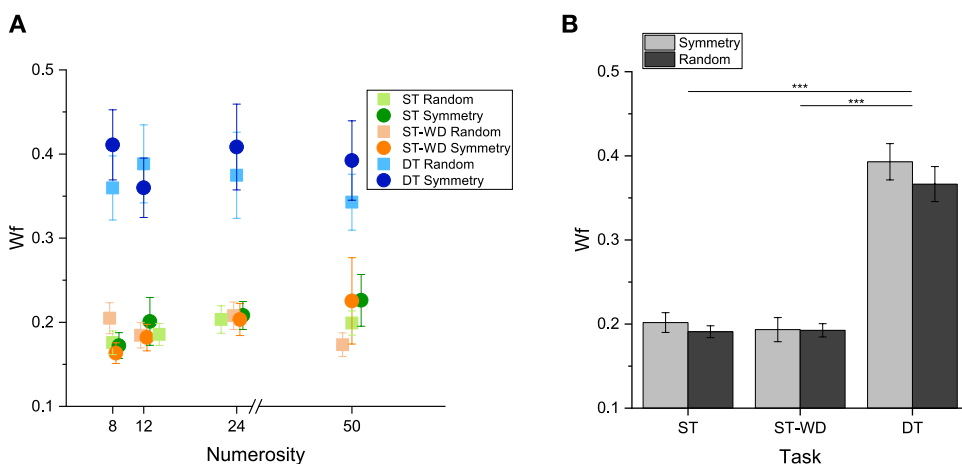 A
0.5
0.4
0.3
0.2
0.1
Wf
8
12
24
50
Numerosity
ST Random
ST Symmetry
ST-WD Random
ST-WD Symmetry
DT Random
DT Symmetry
B
Symmetry
Random
***
***
0.5
0.4
0.3
0.2
0.1
Wf
ST
ST-WD
DT
Task